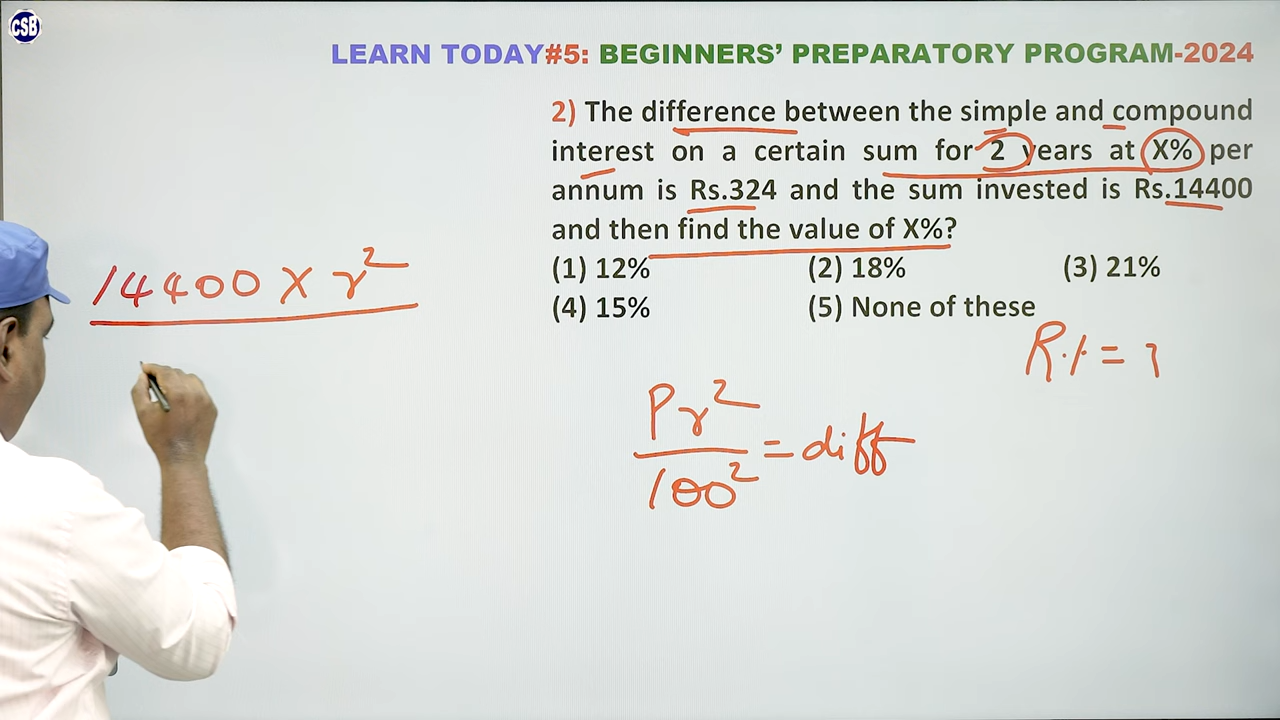 CSB
LEARN TODAY#5: BEGINNERS’ PREPARATORY PROGRAM-2024
2) The difference between the simple and compound
interest on a certain sum for 2 years at X% per
annum is Rs.324 and the sum invested is Rs.14400
and then find the value of X%?
(1) 12% (2) 18% (3) 21%
(4) 15% (5) None of these
14400 X r²
R% = ?
Pr²
100²
= diff